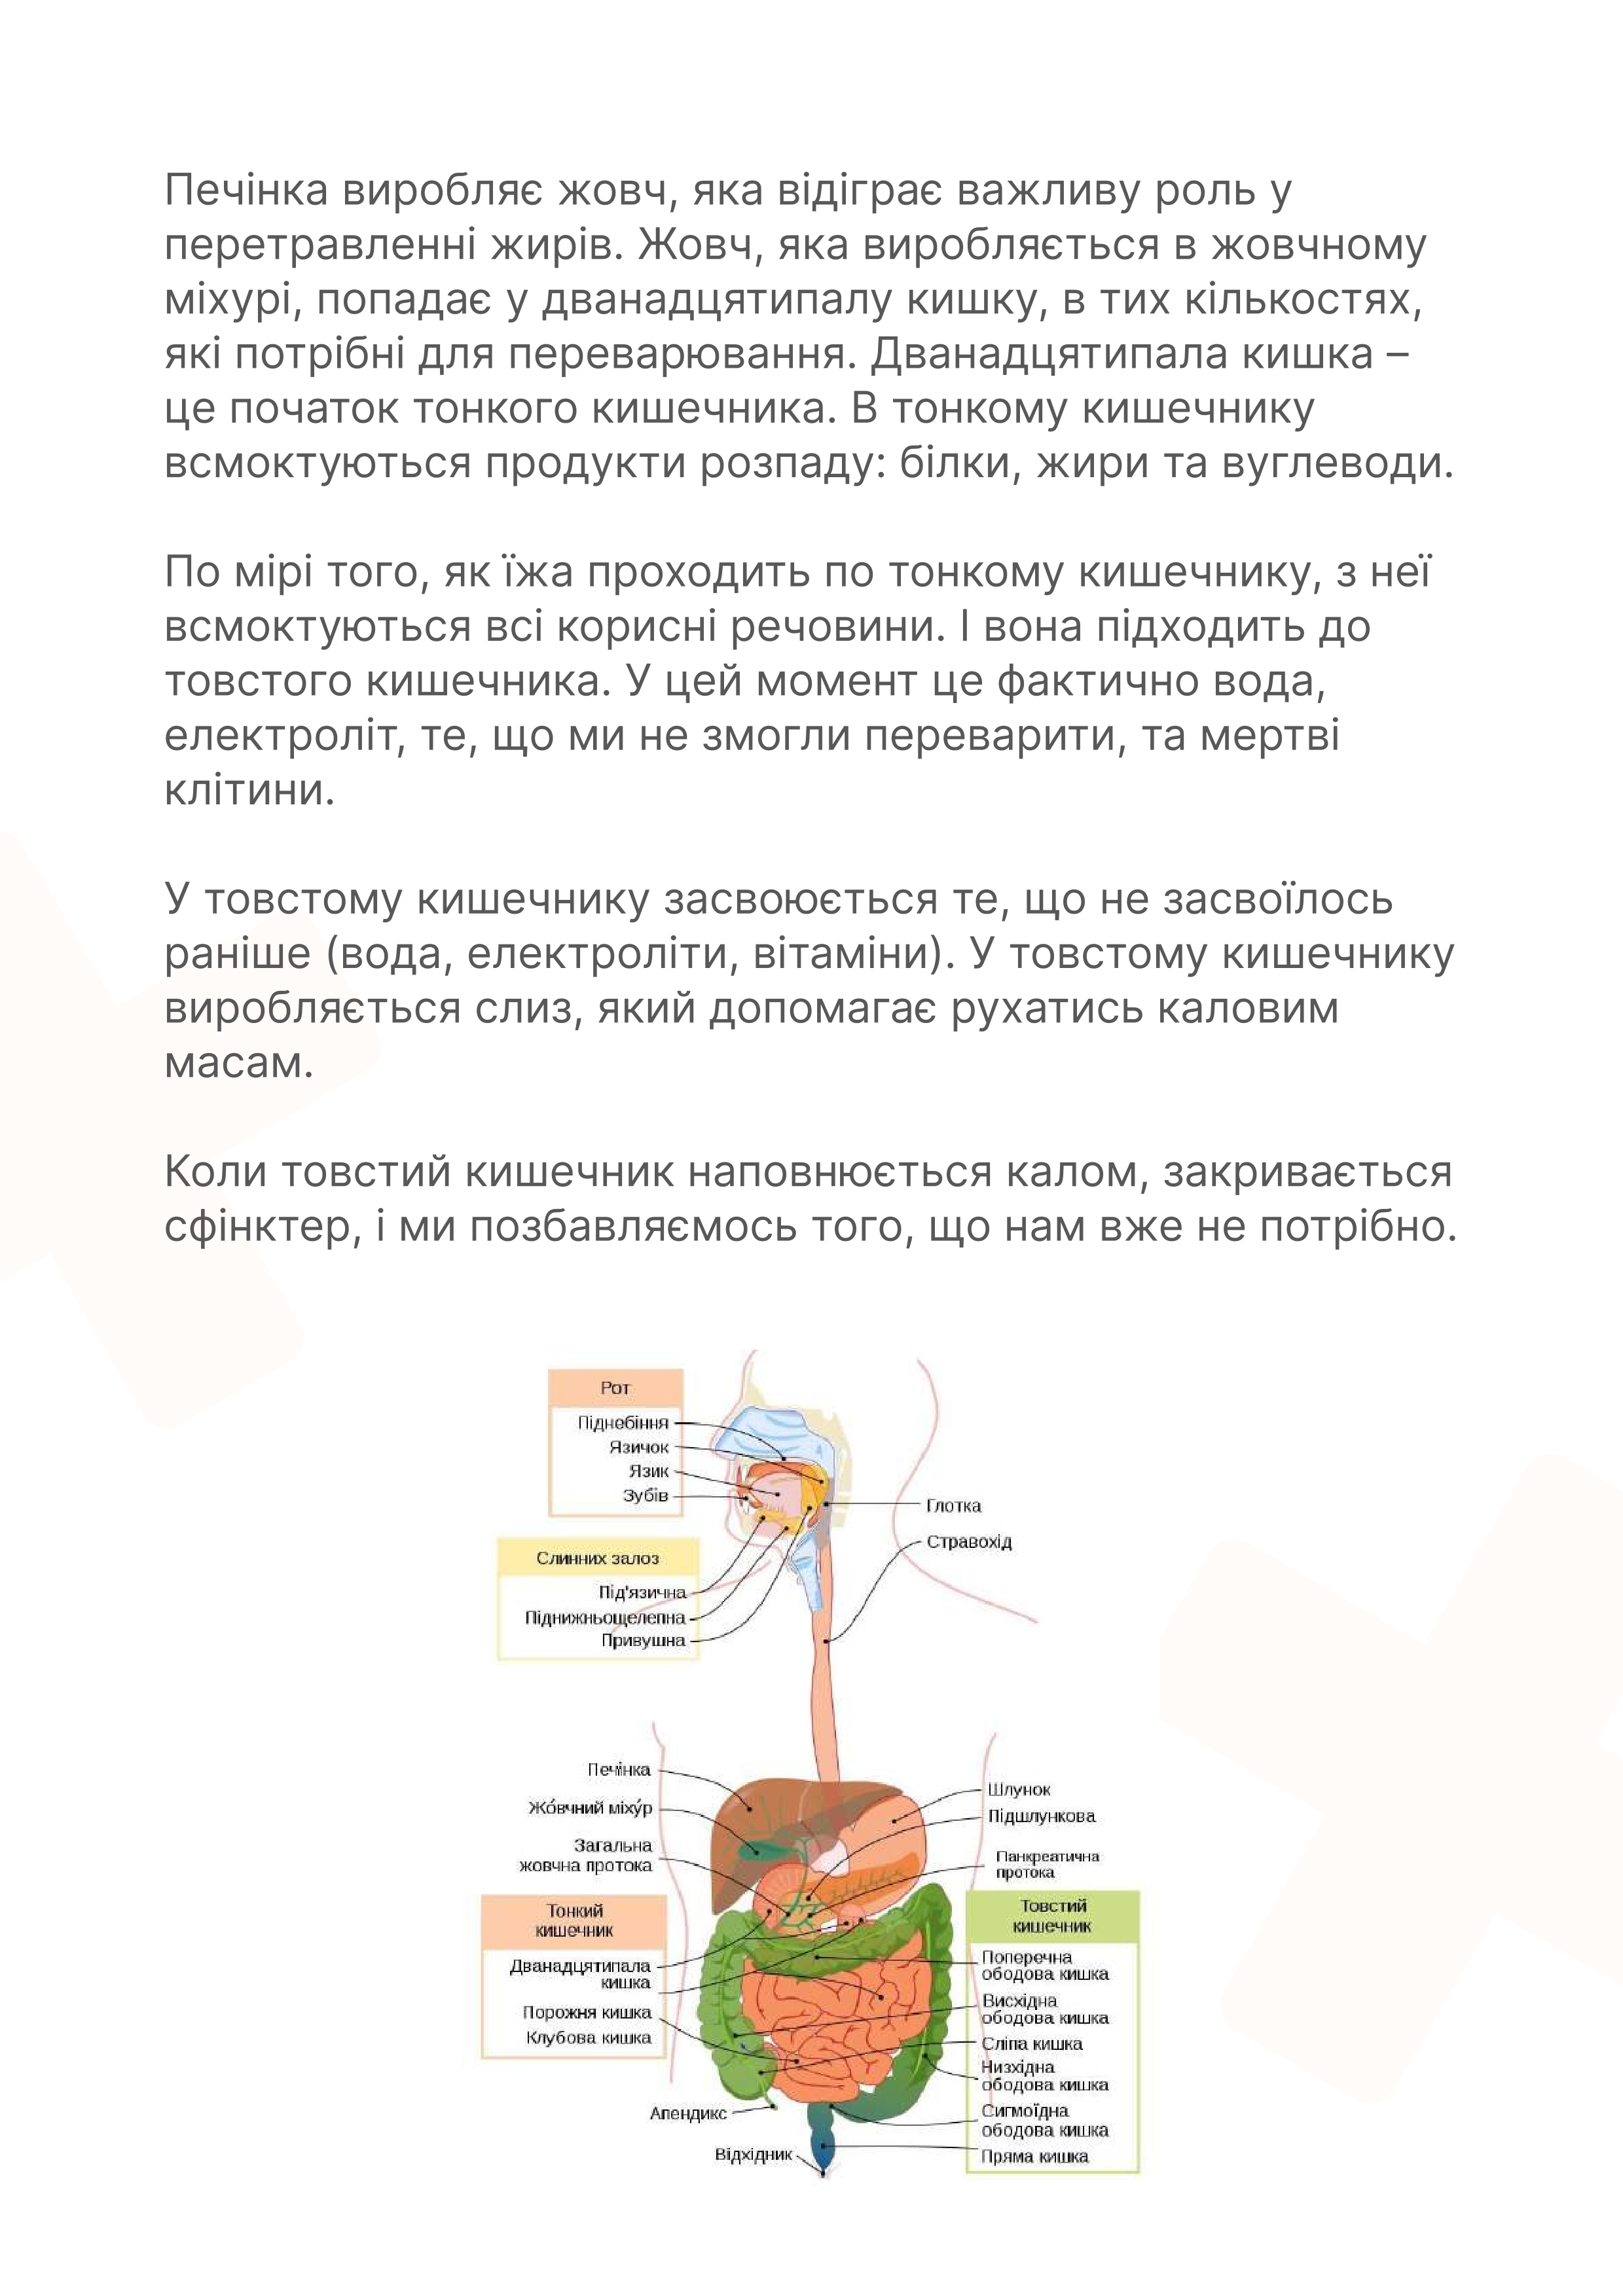 Печінка виробляє жовч, яка відіграє важливу роль у
перетравленні жирів. Жовч, яка виробляється в жовчному
міхурі, попадає у дванадцятипалу кишку, в тих кількостях,
які потрібні для переварювання. Дванадцятипала кишка –
це початок тонкого кишечника. В тонкому кишечнику
всмоктуються продукти розпаду: білки, жири та вуглеводи.
По мірі того, як їжа проходить по тонкому кишечнику, з неї
всмоктуються всі корисні речовини. І вона підходить до
товстого кишечника. У цей момент це фактично вода,
електроліт, те, що ми не змогли переварити, та мертві
клітини.
У товстому кишечнику засвоюється те, що не засвоїлось
раніше (вода, електроліти, вітаміни). У товстому кишечнику
виробляється слиз, який допомагає рухатись каловим
масам.
Коли товстий кишечник наповнюється калом, закривається
сфінктер, і ми позбавляємось того, що нам вже не потрібно.
Рот
Піднебіння
Язичок
Язик
Зубів
Глотка
Стравохід
Слинних залоз
Під'язична
Піднижньощелепна
Привушна
Печінка
Жо́вчний міху́р
Загальна
жовчна протока
Шлунок
Підшлункова
Панкреатична
протока
Тонкий
кишечник
Дванадцятипала
кишка
Порожня кишка
Клубова кишка
Товстий
кишечник
Поперечна
ободова кишка
Висхідна
ободова кишка
Сліпа кишка
Низхідна
ободова кишка
Сигмоїдна
ободова кишка
Пряма кишка
Апендикс
Відхідник